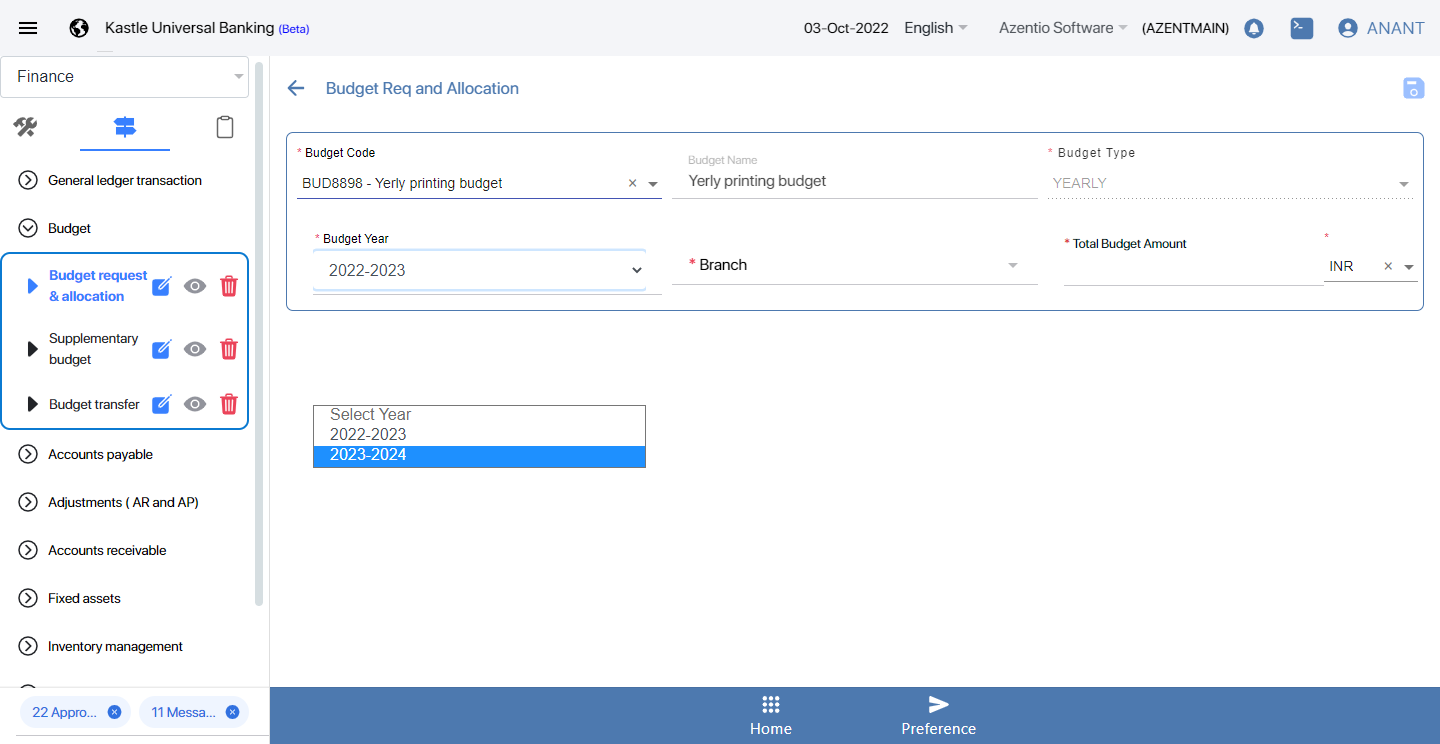 Kastle Universal Banking (Beta)
03-Oct-2022 English Azentio Software (AZENTMAIN) ANANT
Finance
General ledger transaction
Budget
Budget request
& allocation
Supplementary
budget
Budget transfer
Accounts payable
Adjustments ( AR and AP)
Accounts receivable
Fixed assets
Inventory management
22 Appro... 11 Messa...
Budget Req and Allocation
* Budget Code
BUD8898 - Yerly printing budget ×
Budget Name
Yerly printing budget
* Budget Type
YEARLY
* Budget Year
2022-2023
* Branch
* Total Budget Amount
*
INR ×
Select Year
2022-2023
2023-2024
Home Preference